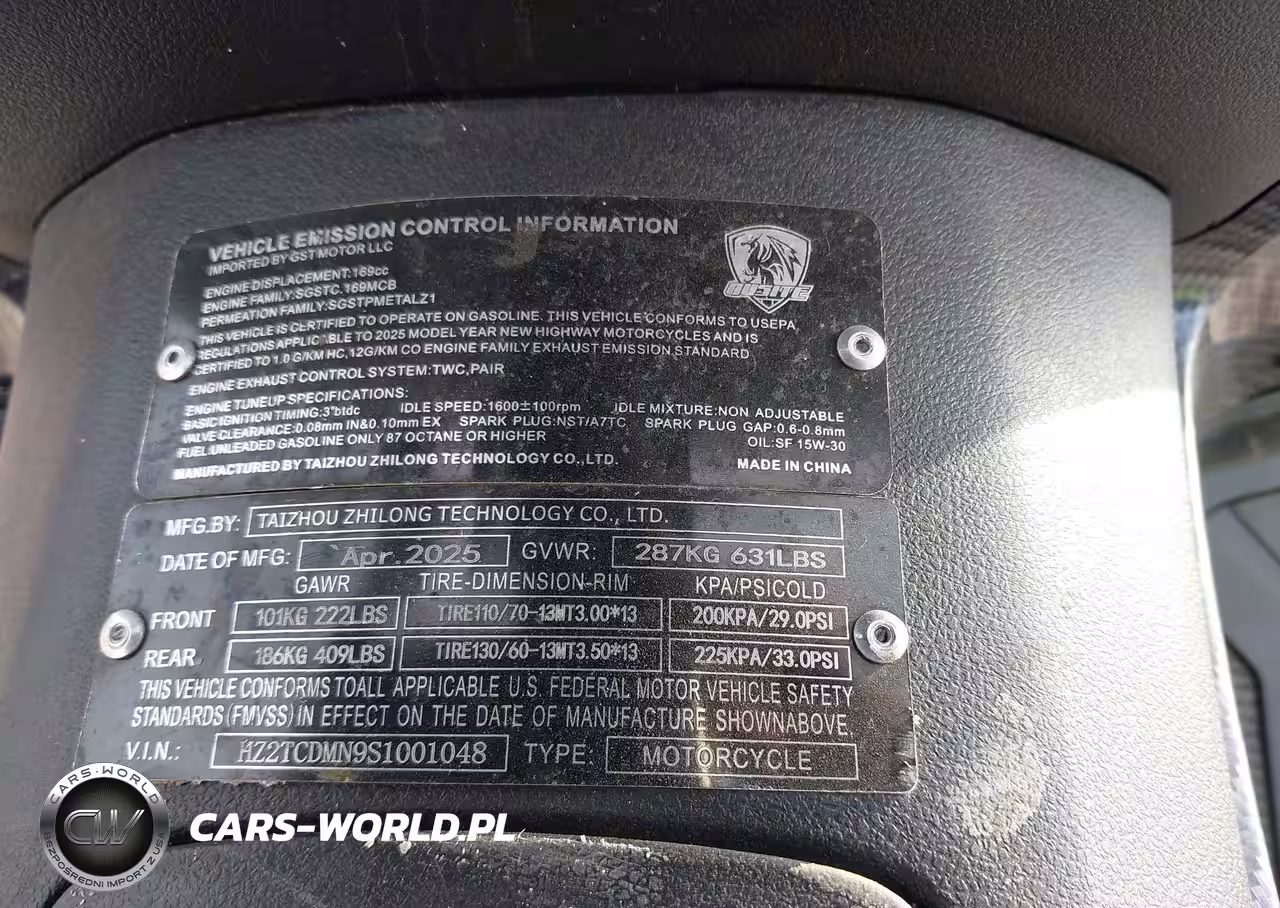 VEHICLE EMISSION CONTROL INFORMATION
IMPORTED BY GST MOTOR LLC
ENGINE DISPLACEMENT:169cc
ENGINE FAMILY:SGSTC.169MCB
PERMEATION FAMILY:SGSTPMETALZ1
THIS VEHICLE IS CERTIFIED TO OPERATE ON GASOLINE. THIS VEHICLE CONFORMS TO USEPA
REGULATIONS APPLICABLE TO 2025 MODEL YEAR NEW HIGHWAY MOTORCYCLES AND IS
CERTIFIED TO 1.0 G/KM HC,12G/KM CO ENGINE FAMILY EXHAUST EMISSION STANDARD
ENGINE EXHAUST CONTROL SYSTEM:TWC,PAIR
ENGINE TUNEUP SPECIFICATIONS:
BASIC IGNITION TIMING:3°btdc IDLE SPEED:1600±100rpm IDLE MIXTURE:NON ADJUSTABLE
VALVE CLEARANCE:0.08mm IN&0.10mm EX SPARK PLUG:NST/A7TC SPARK PLUG GAP:0.6-0.8mm
FUEL:UNLEADED GASOLINE ONLY 87 OCTANE OR HIGHER OIL:SF 15W-30
MANUFACTURED BY TAIZHOU ZHILONG TECHNOLOGY CO.,LTD. MADE IN CHINA
MFG.BY: TAIZHOU ZHILONG TECHNOLOGY CO., LTD.
DATE OF MFG: Apr.2025 GVWR: 287KG 631LBS
GAWR TIRE-DIMENSION-RIM KPA/PSICOLD
FRONT 101KG 222LBS TIRE110/70-13MT3.00*13 200KPA/29.0PSI
REAR 186KG 409LBS TIRE130/60-13MT3.50*13 225KPA/33.0PSI
THIS VEHICLE CONFORMS TOALL APPLICABLE U.S. FEDERAL MOTOR VEHICLE SAFETY
STANDARDS (FMVSS) IN EFFECT ON THE DATE OF MANUFACTURE SHOWNABOVE.
V.I.N.: HZ2TCDMN9S1001048 TYPE: MOTORCYCLE
CARS-WORLD
CW
BEZPOŚREDNI IMPORT Z USA
CARS-WORLD.PL